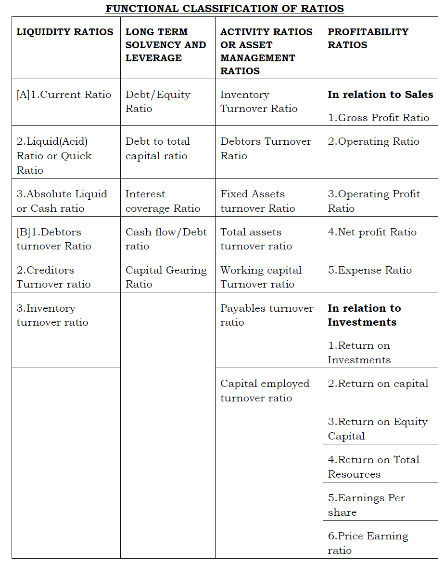 FUNCTIONAL CLASSIFICATION OF RATIOS
LIQUIDITY RATIOS
LONG TERM
SOLVENCY AND
LEVERAGE
ACTIVITY RATIOS
OR ASSET
MANAGEMENT
RATIOS
PROFITABILITY
RATIOS
[A]1.Current Ratio
Debt/Equity
Ratio
Inventory
Turnover Ratio
In relation to Sales
1.Gross Profit Ratio
2.Liquid(Acid)
Ratio or Quick
Ratio
Debt to total
capital ratio
Debtors Turnover
Ratio
2.Operating Ratio
3.Absolute Liquid
or Cash ratio
Interest
coverage Ratio
Fixed Assets
turnover Ratio
3.Operating Profit
Ratio
[B]1.Debtors
turnover Ratio
Cash flow/Debt
ratio
Total assets
turnover ratio
4.Net profit Ratio
2.Creditors
Turnover ratio
Capital Gearing
Ratio
Working capital
Turnover ratio
5.Expense Ratio
3.Inventory
turnover ratio
Payables turnover
ratio
In relation to
Investments
1.Return on
Investments
Capital employed
turnover ratio
2.Return on capital
3.Return on Equity
Capital
4.Return on Total
Resources
5.Earnings Per
share
6.Price Earning
ratio